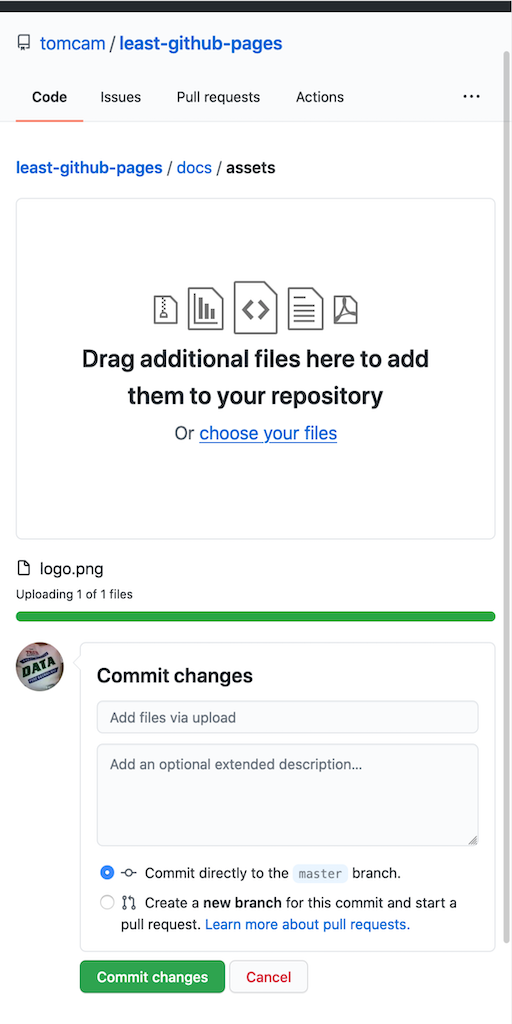 tomcam / least-github-pages
Code Issues Pull requests Actions ...
least-github-pages / docs / assets
Drag additional files here to add
them to your repository
Or choose your files
logo.png
Uploading 1 of 1 files
DATA
Commit changes
Add files via upload
Add an optional extended description...
Commit directly to the master branch.
Create a new branch for this commit and start a
pull request. Learn more about pull requests.
Commit changes Cancel